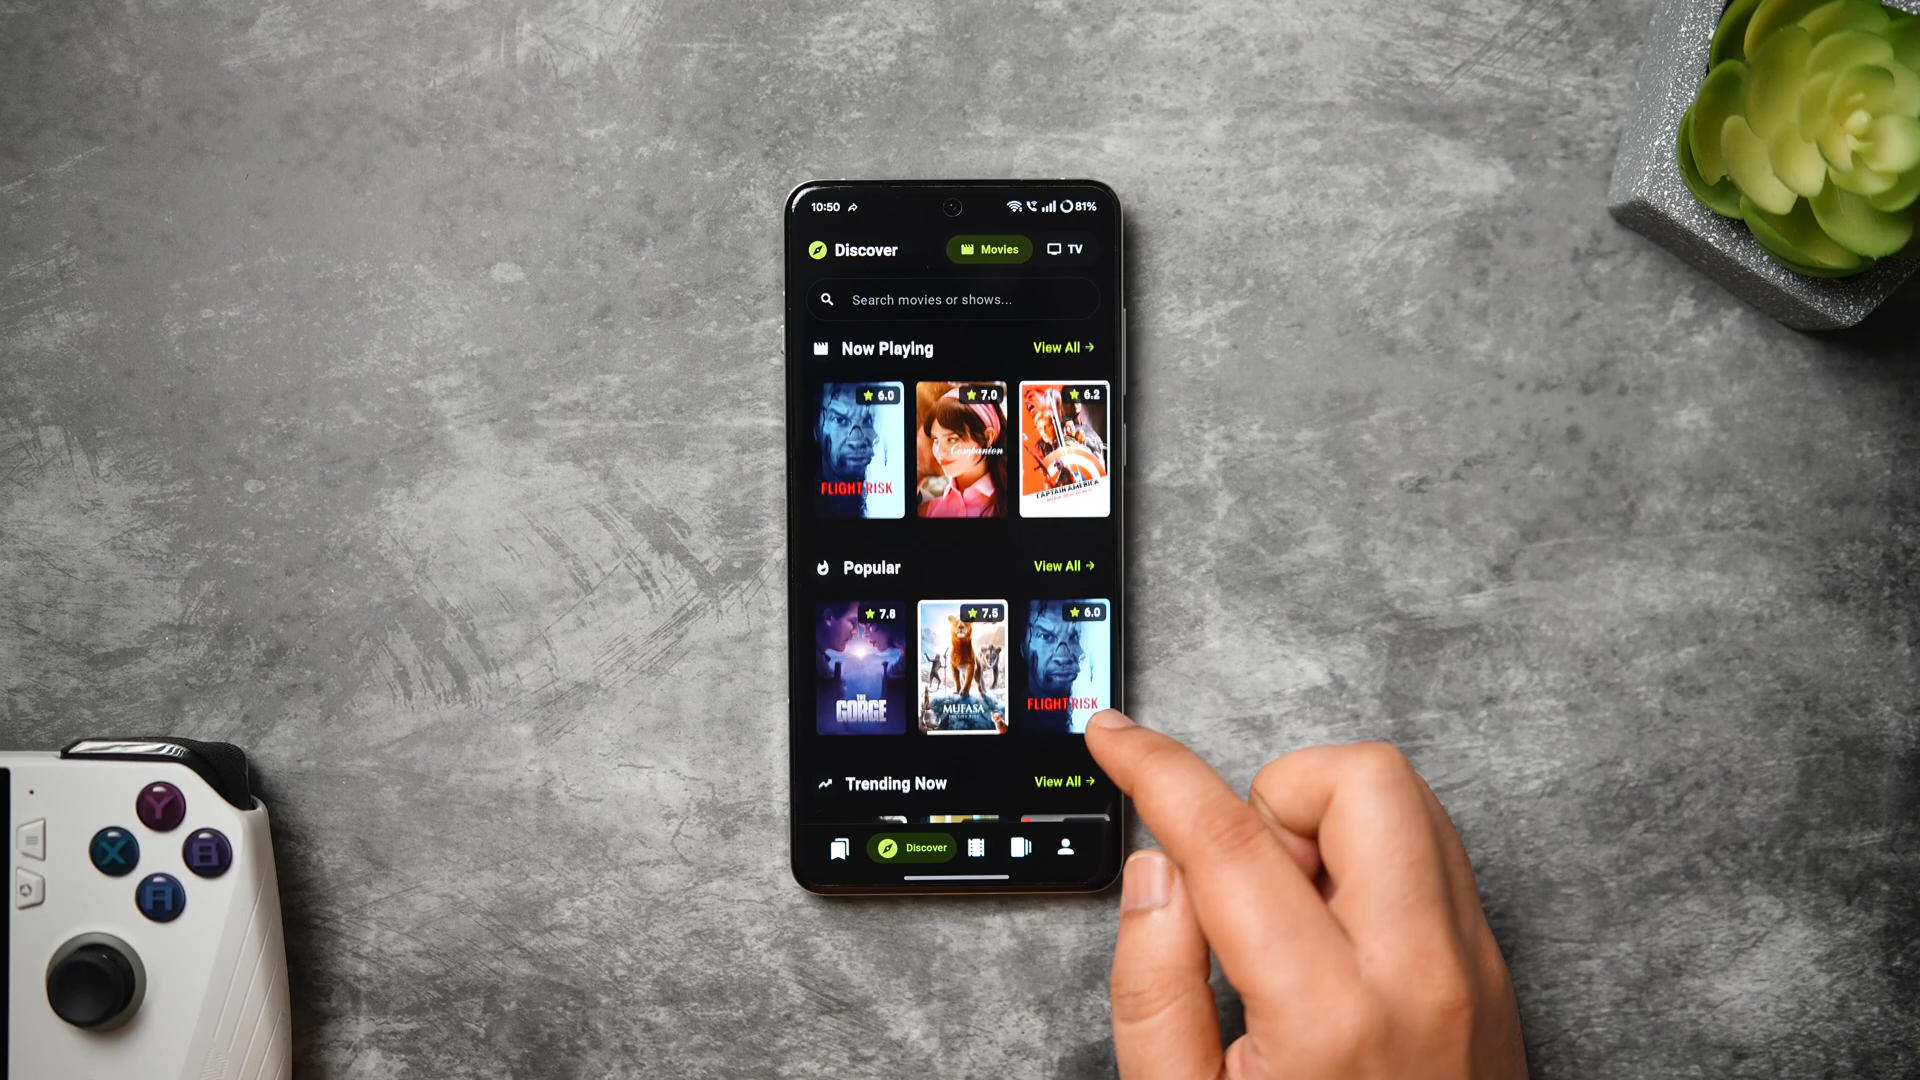 10:50 81%
Discover Movies TV
Search movies or shows...
Now Playing View All →
6.0 7.0 6.2
Companion
FLIGHT RISK CAPTAIN AMERICA
Popular View All →
7.8 7.5 6.0
THE
GORGE MUFASA FLIGHT RISK
Trending Now View All →
Discover
Y
X B
A